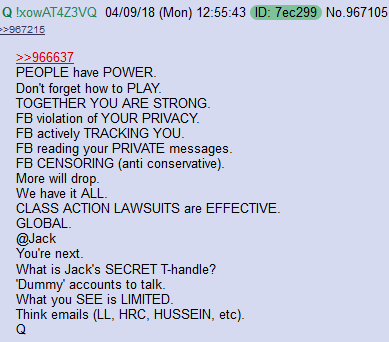 Q !xowAT4Z3VQ 04/09/18 (Mon) 12:55:43 ID: 7ec299 No.967105
>>967215
>>966637
PEOPLE have POWER.
Don't forget how to PLAY.
TOGETHER YOU ARE STRONG.
FB violation of YOUR PRIVACY.
FB actively TRACKING YOU.
FB reading your PRIVATE messages.
FB CENSORING (anti conservative).
More will drop.
We have it ALL.
CLASS ACTION LAWSUITS are EFFECTIVE.
GLOBAL.
@Jack
You're next.
What is Jack's SECRET T-handle?
'Dummy' accounts to talk.
What you SEE is LIMITED.
Think emails (LL, HRC, HUSSEIN, etc).
Q